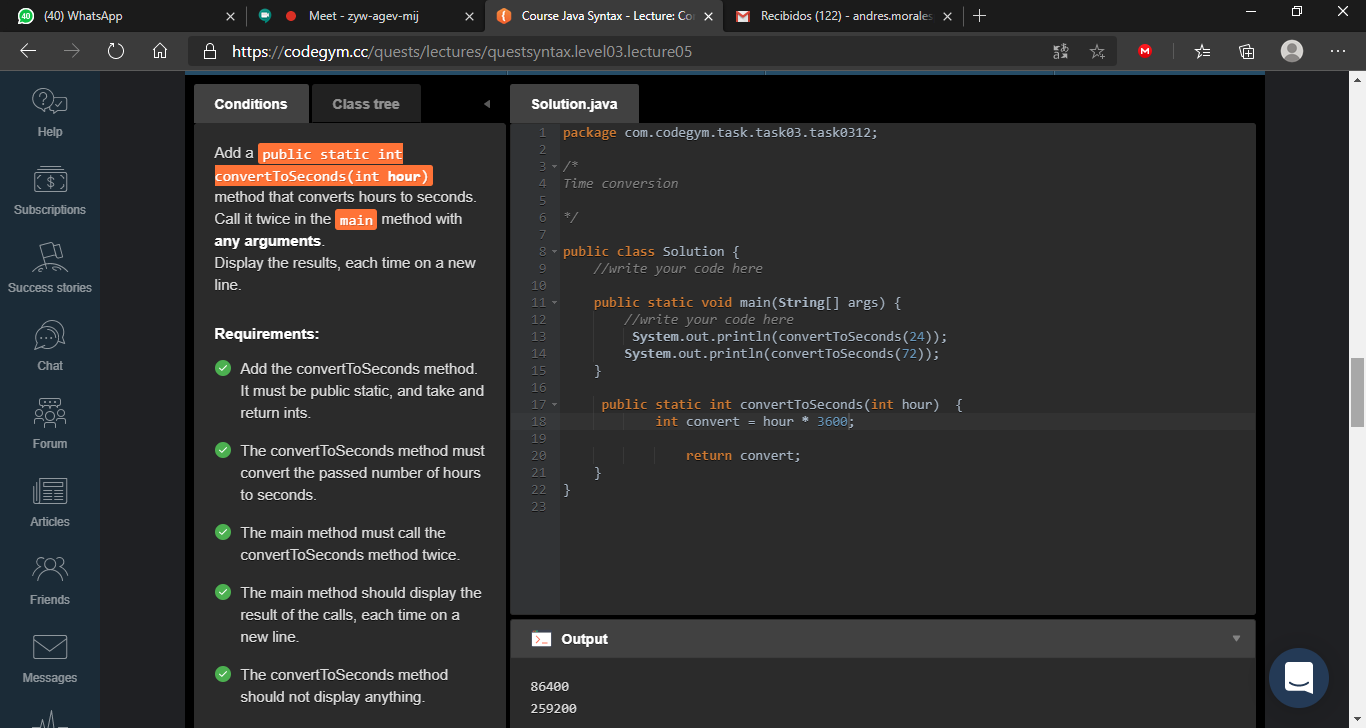 (40) WhatsApp
Meet - zyw-agev-mij
Course Java Syntax - Lecture: Co
Recibidos (122) - andres.morales
https://codegym.cc/quests/lectures/questsyntax.level03.lecture05
Help
Subscriptions
Success stories
Chat
Forum
Articles
Friends
Messages
Conditions
Class tree
Add a public static int
convertToSeconds(int hour)
method that converts hours to seconds.
Call it twice in the main method with
any arguments.
Display the results, each time on a new
line.
Requirements:
Add the convertToSeconds method.
It must be public static, and take and
return ints.
The convertToSeconds method must
convert the passed number of hours
to seconds.
The main method must call the
convertToSeconds method twice.
The main method should display the
result of the calls, each time on a
new line.
The convertToSeconds method
should not display anything.
Solution.java
1 package com.codegym.task.task03.task0312;
2
3 /*
4 Time conversion
5
6 */
7
8 public class Solution {
9 //write your code here
10
11 public static void main(String[] args) {
12 //write your code here
13 System.out.println(convertToSeconds(24));
14 System.out.println(convertToSeconds(72));
15 }
16
17 public static int convertToSeconds(int hour) {
18 int convert = hour * 3600;
19
20 return convert;
21 }
22 }
23
Output
86400
259200